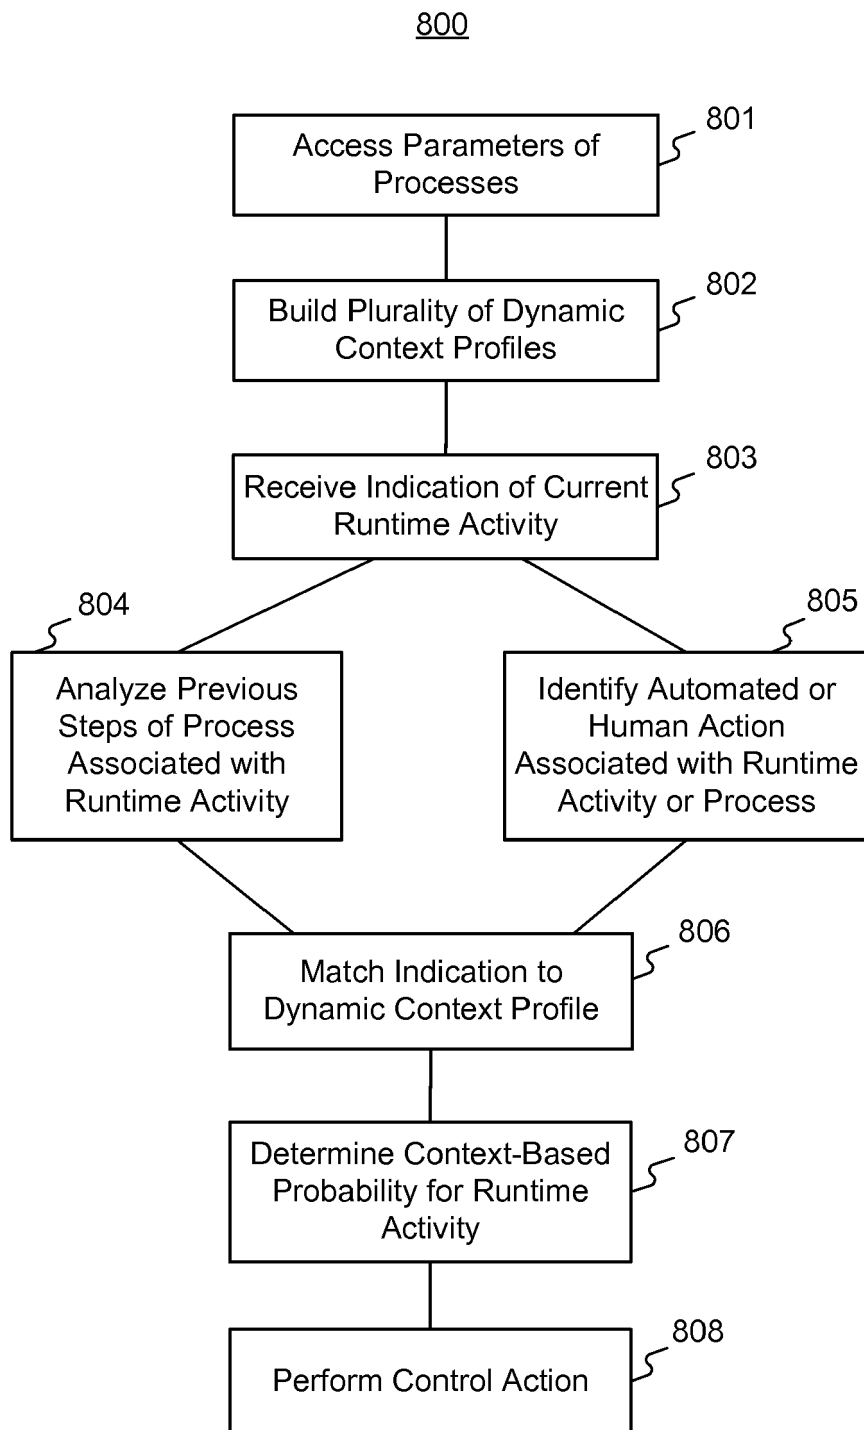 800
801
Access Parameters of
Processes
802
Build Plurality of Dynamic
Context Profiles
803
Receive Indication of Current
Runtime Activity
804
Analyze Previous
Steps of Process
Associated with
Runtime Activity
805
Identify Automated or
Human Action
Associated with Runtime
Activity or Process
806
Match Indication to
Dynamic Context Profile
807
Determine Context-Based
Probability for Runtime
Activity
808
Perform Control Action